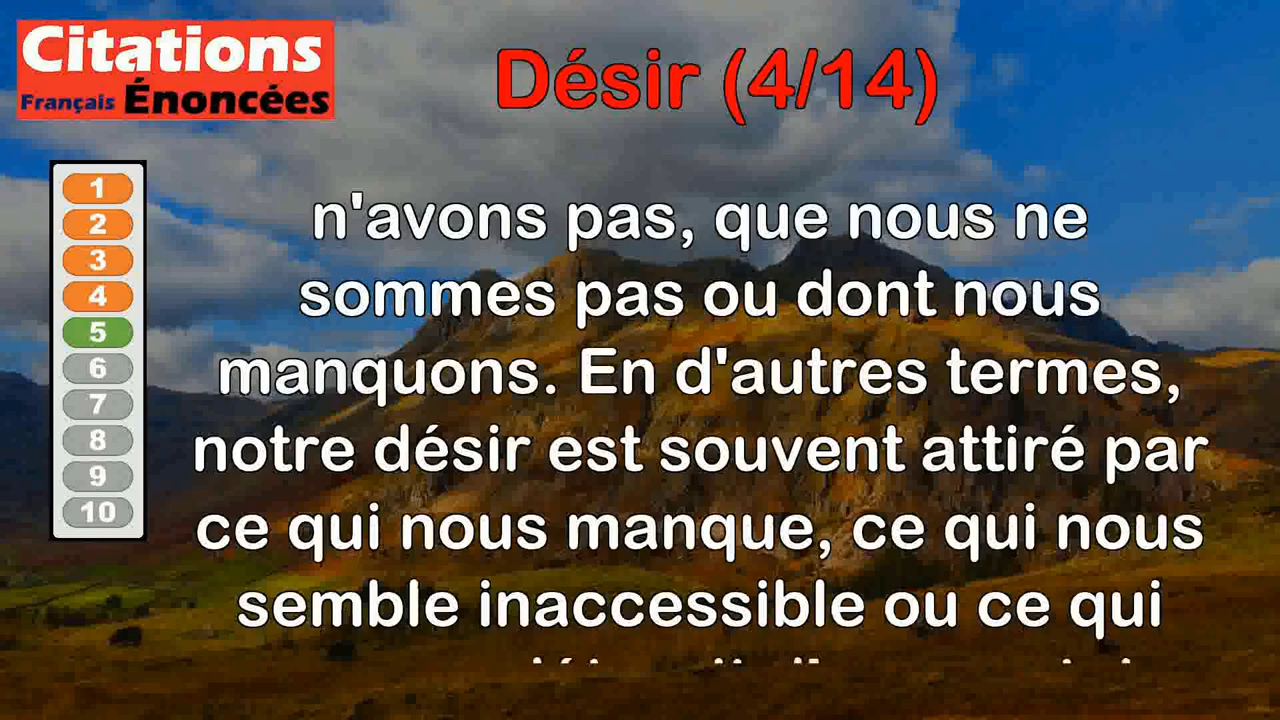 Citations
Français Énoncées
Désir (4/14)
1
2
3
4
5
6
7
8
9
10
n'avons pas, que nous ne
sommes pas ou dont nous
manquons. En d'autres termes,
notre désir est souvent attiré par
ce qui nous manque, ce qui nous
semble inaccessible ou ce qui